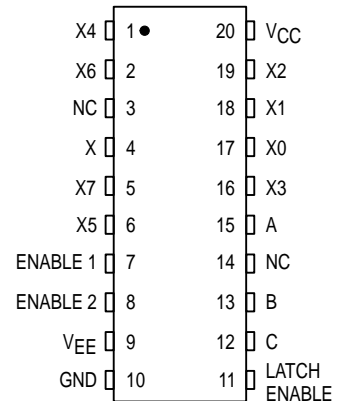 X4 1 20 VCC
X6 2 19 X2
NC 3 18 X1
X 4 17 X0
X7 5 16 X3
X5 6 15 A
ENABLE 1 7 14 NC
ENABLE 2 8 13 B
VEE 9 12 C
GND 10 11 LATCH
ENABLE